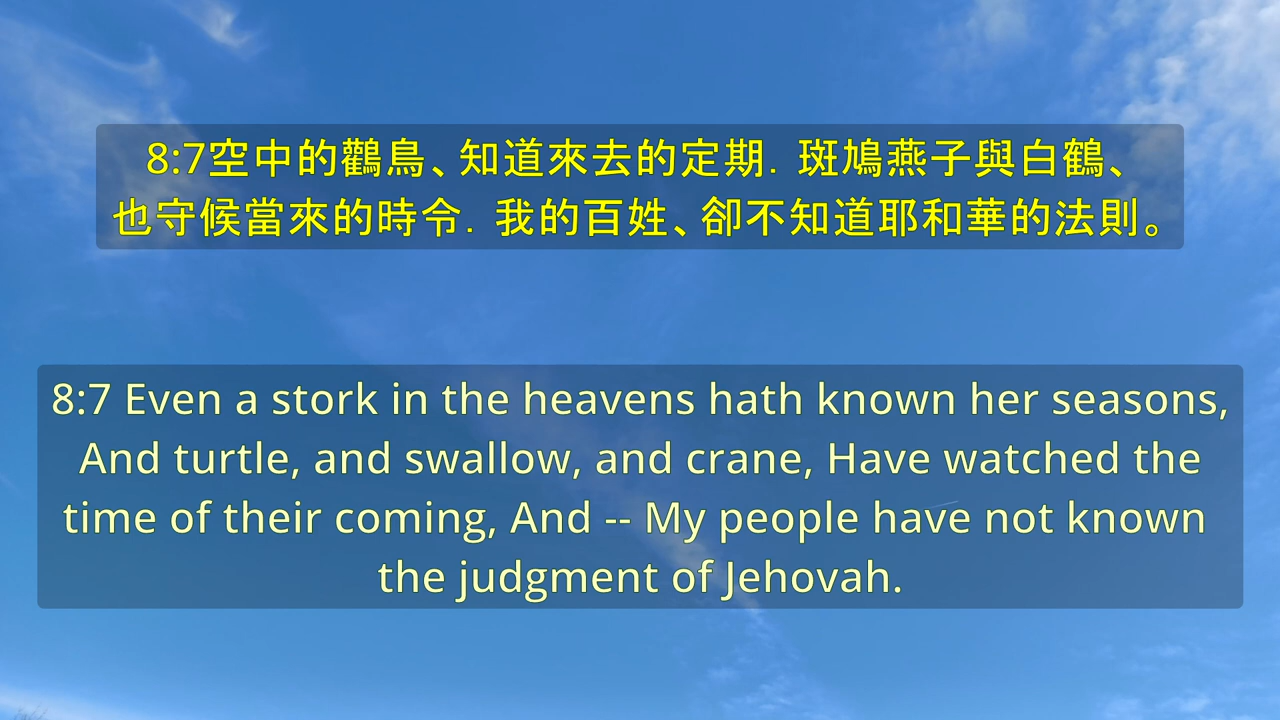 8:7空中的鸛鳥、知道來去的定期．斑鳩燕子與白鶴、
也守候當來的時令．我的百姓、卻不知道耶和華的法則。
8:7 Even a stork in the heavens hath known her seasons,
And turtle, and swallow, and crane, Have watched the
time of their coming, And -- My people have not known
the judgment of Jehovah.